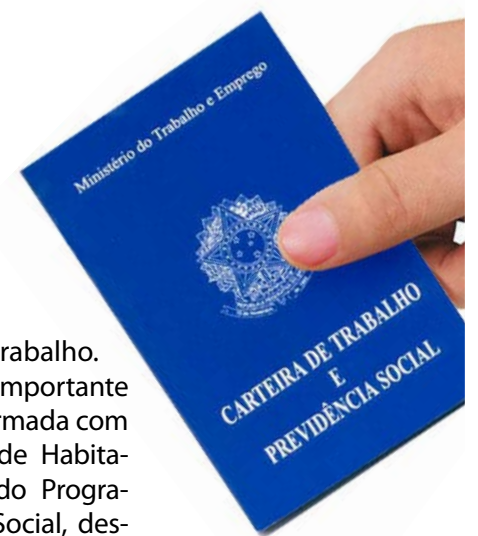 Ministério do Trabalho e Emprego
CARTEIRA DE TRABALHO
E
PREVIDÊNCIA SOCIAL
rabalho.
mportante
rmada com
de Habita-
do Progra-
Social, des-